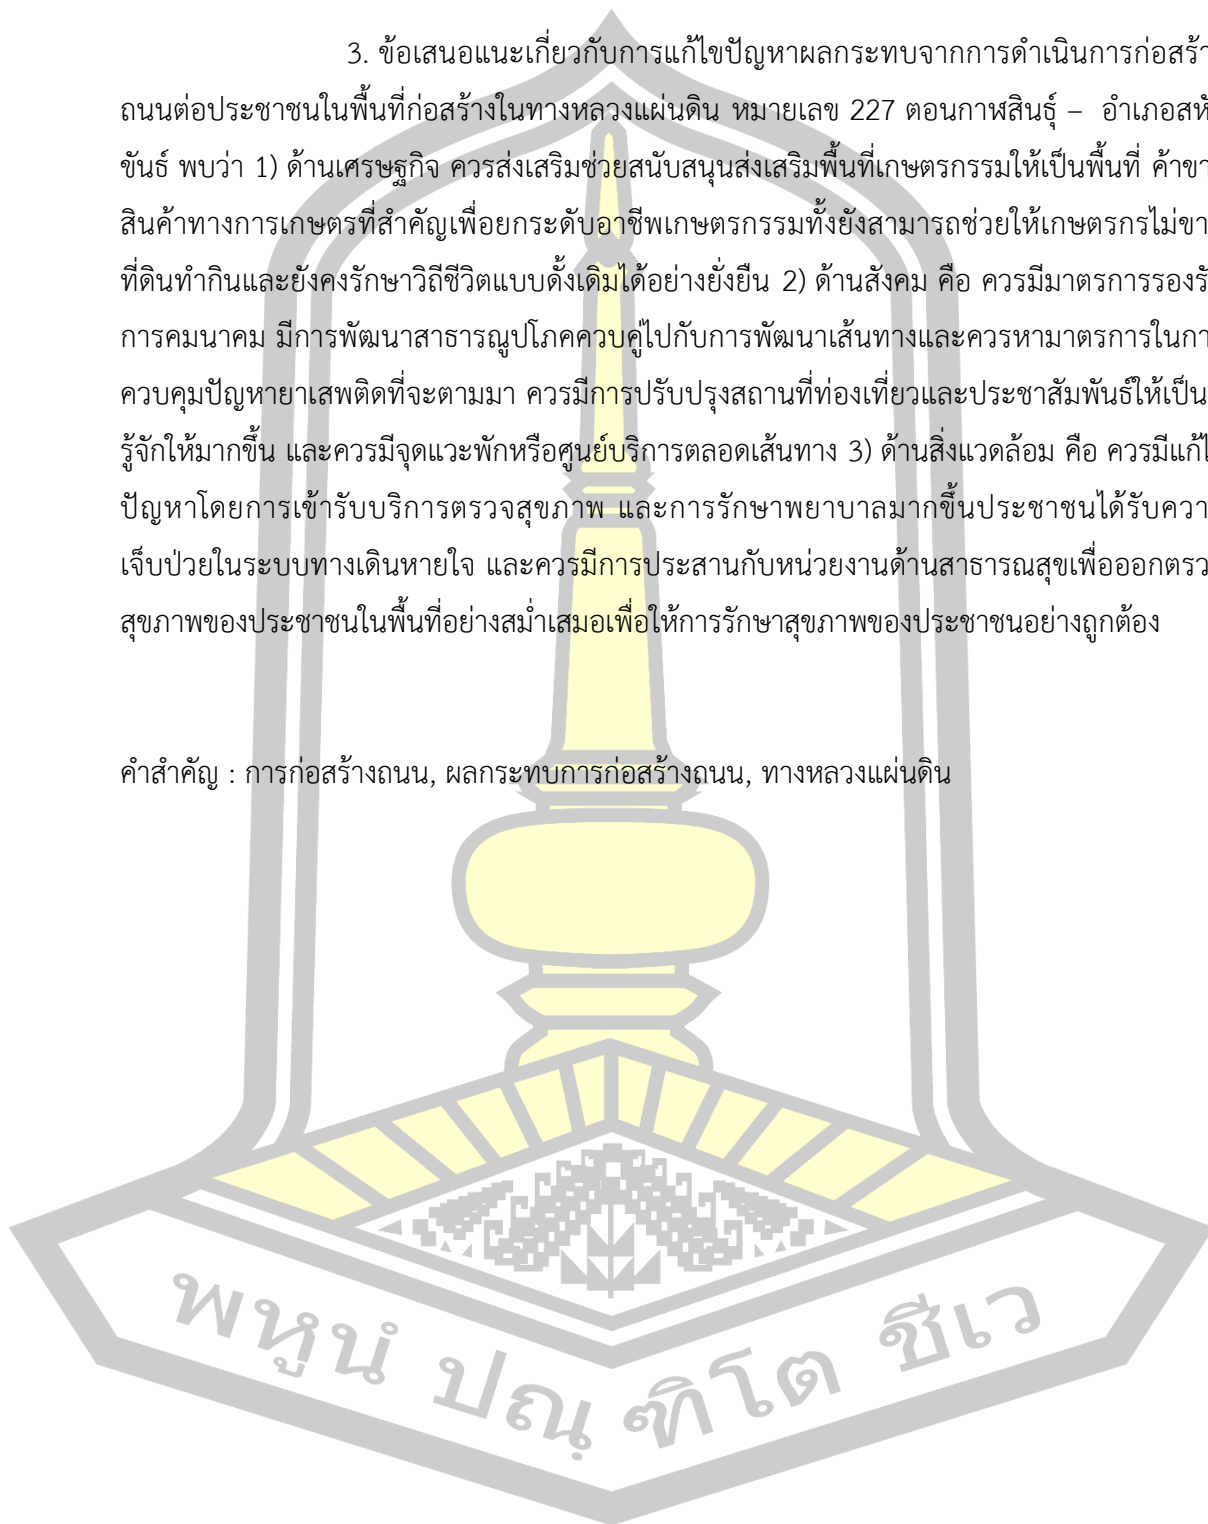 3. ข้อเสนอแนะเกี่ยวกับการแก้ไขปัญหาผลกระทบจากการดำเนินการก่อสร้า
ถนนต่อประชาชนในพื้นที่ก่อสร้างในทางหลวงแผ่นดิน หมายเลข 227 ตอนกาฬสินธุ์ – อำเภอสหั
ขันธ์ พบว่า 1) ด้านเศรษฐกิจ ควรส่งเสริมช่วยสนับสนุนส่งเสริมพื้นที่เกษตรกรรมให้เป็นพื้นที่ ค้าขา
สินค้าทางการเกษตรที่สำคัญเพื่อยกระดับอาชีพเกษตรกรรมทั้งยังสามารถช่วยให้เกษตรกรไม่ขา
ที่ดินทำกินและยังคงรักษาวิถีชีวิตแบบดั้งเดิมได้อย่างยั่งยืน 2) ด้านสังคม คือ ควรมีมาตรการรองรั
การคมนาคม มีการพัฒนาสาธารณูปโภคควบคู่ไปกับการพัฒนาเส้นทางและควรหามาตรการในกา
ควบคุมปัญหายาเสพติดที่จะตามมา ควรมีการปรับปรุงสถานที่ท่องเที่ยวและประชาสัมพันธ์ให้เป็น
รู้จักให้มากขึ้น และควรมีจุดแวะพักหรือศูนย์บริการตลอดเส้นทาง 3) ด้านสิ่งแวดล้อม คือ ควรมีแก้ไ
ปัญหาโดยการเข้ารับบริการตรวจสุขภาพ และการรักษาพยาบาลมากขึ้นประชาชนได้รับควา
เจ็บป่วยในระบบทางเดินหายใจ และควรมีการประสานกับหน่วยงานด้านสาธารณสุขเพื่อออกตรว
สุขภาพของประชาชนในพื้นที่อย่างสม่ำเสมอเพื่อให้การรักษาสุขภาพของประชาชนอย่างถูกต้อง
คำสำคัญ : การก่อสร้างถนน, ผลกระทบการก่อสร้างถนน, ทางหลวงแผ่นดิน
พหูนํ ปณฺ ฑิโต ชีเว